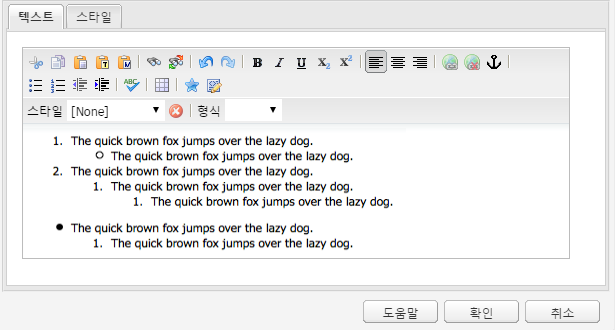 텍스트 스타일
B I U X₂ X²
ABC
스타일 [None] 형식
1. The quick brown fox jumps over the lazy dog.
○ The quick brown fox jumps over the lazy dog.
2. The quick brown fox jumps over the lazy dog.
1. The quick brown fox jumps over the lazy dog.
1. The quick brown fox jumps over the lazy dog.
● The quick brown fox jumps over the lazy dog.
1. The quick brown fox jumps over the lazy dog.
도움말 확인 취소